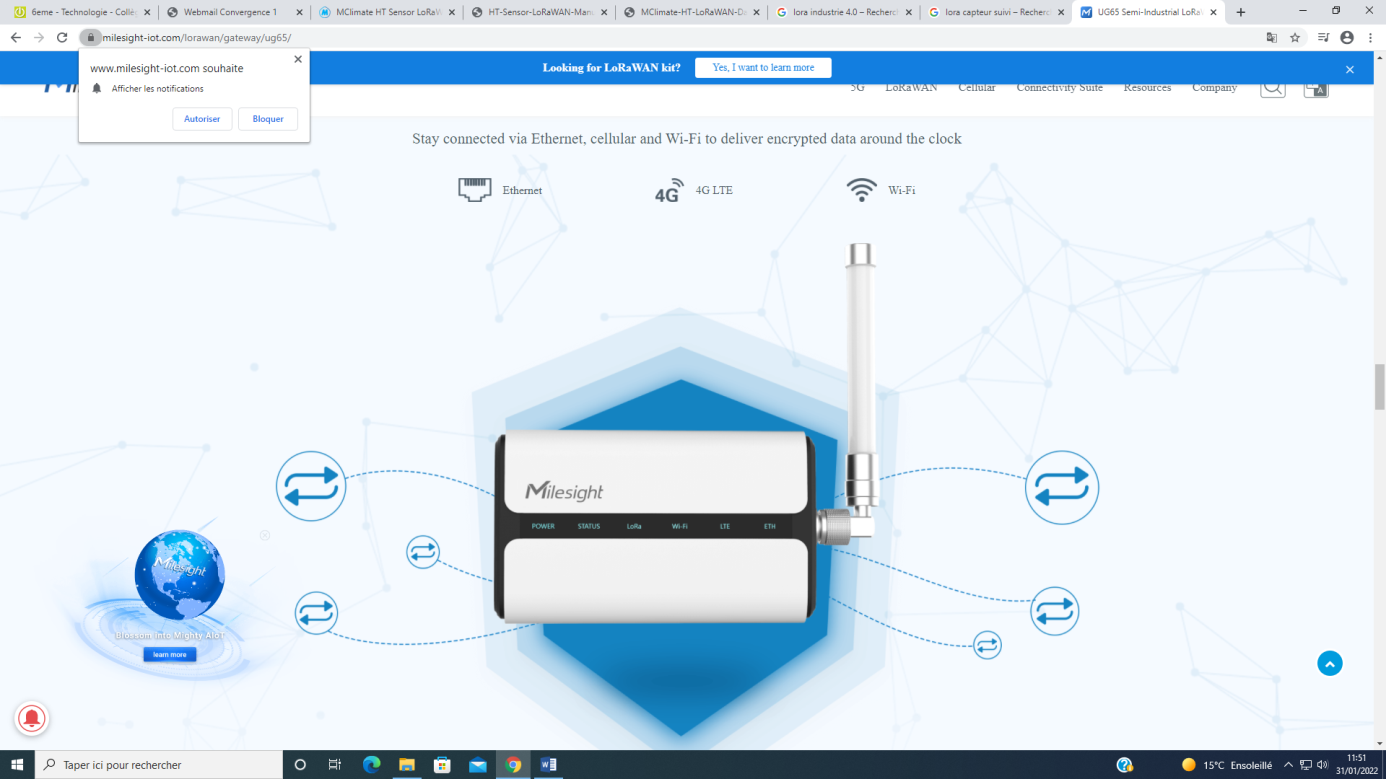 6eme - Technologie - Collèg
Webmail Convergence 1
MClimate HT Sensor LoRaW
HT-Sensor-LoRaWAN-Manu
MClimate-HT-LoRaWAN-Da
lora industrie 4.0 – Recherch
lora capteur suivi – Recherc
UG65 Semi-Industrial LoRaW
milesight-iot.com/lorawan/gateway/ug65/
www.milesight-iot.com souhaite
Afficher les notifications
Autoriser
Bloquer
Looking for LoRaWAN kit?
Yes, I want to learn more
5G
LoRaWAN
Cellular
Connectivity Suite
Resources
Company
Stay connected via Ethernet, cellular and Wi-Fi to deliver encrypted data around the clock
Ethernet
4G
4G LTE
Wi-Fi
Milesight
POWER STATUS LoRa Wi-Fi LTE ETH
Milesight
Blossom into Mighty AIoT
learn more
Taper ici pour rechercher
15°C Ensoleillé
11:51
31/01/2022